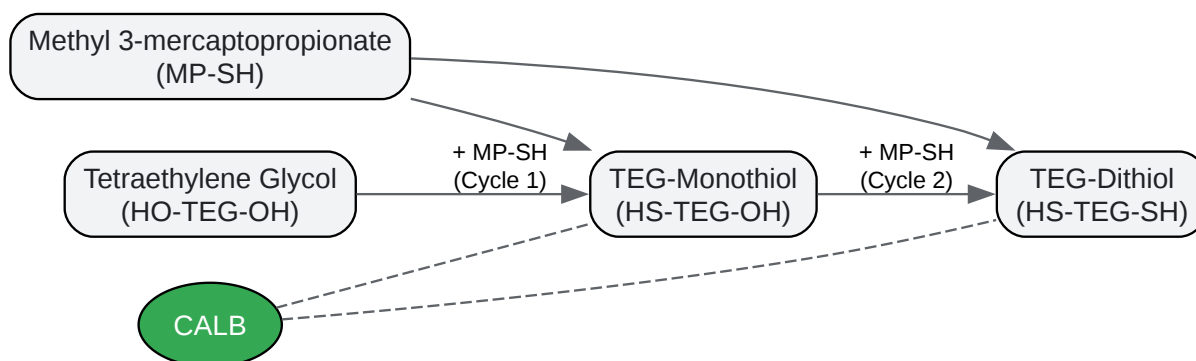 Methyl 3-mercaptopropionate
(MP-SH)
+ MP-SH
(Cycle 1)
+ MP-SH
(Cycle 2)
Tetraethylene Glycol
(HO-TEG-OH)
TEG-Monothiol
(HS-TEG-OH)
TEG-Dithiol
(HS-TEG-SH)
CALB